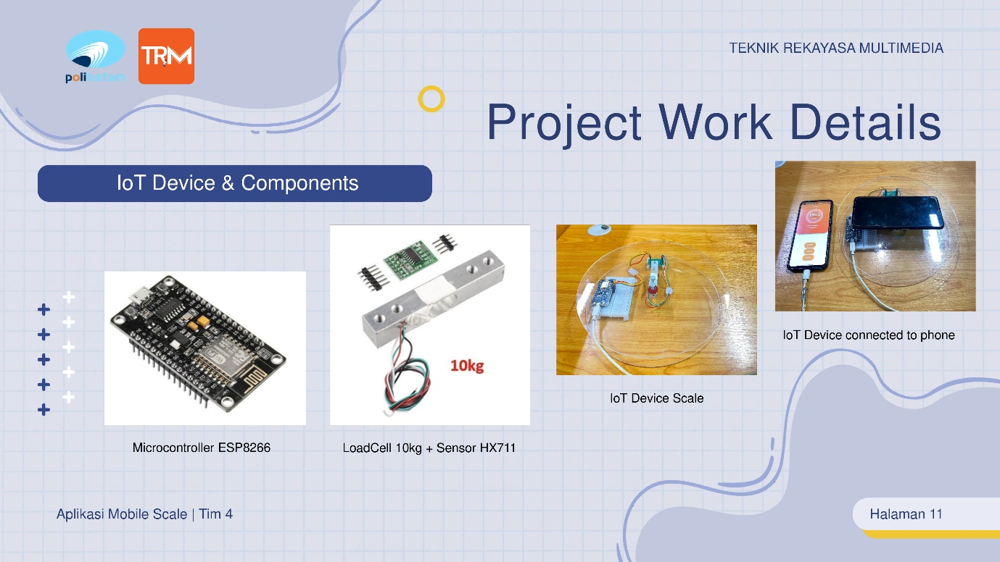 polibatam
TRM
TEKNIK REKAYASA MULTIMEDIA
Project Work Details
IoT Device & Components
10kg
Microcontroller ESP8266
LoadCell 10kg + Sensor HX711
IoT Device Scale
IoT Device connected to phone
Aplikasi Mobile Scale | Tim 4
Halaman 11